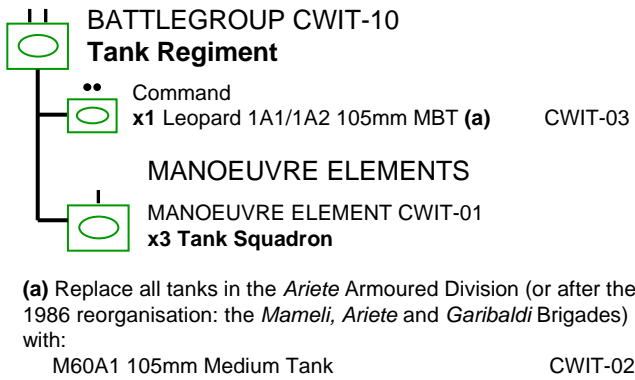 BATTLEGROUP CWIT-10
Tank Regiment
Command
x1 Leopard 1A1/1A2 105mm MBT (a) CWIT-03
MANOEUVRE ELEMENTS
MANOEUVRE ELEMENT CWIT-01
x3 Tank Squadron
(a) Replace all tanks in the Ariete Armoured Division (or after the
1986 reorganisation: the Mameli, Ariete and Garibaldi Brigades)
with:
M60A1 105mm Medium Tank CWIT-02